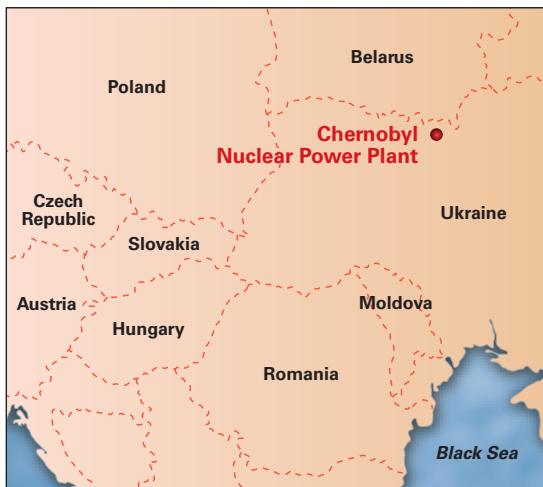 Belarus
Poland
Chernobyl
Nuclear Power Plant
Czech
Republic
Ukraine
Slovakia
Austria
Moldova
Hungary
Romania
Black Sea